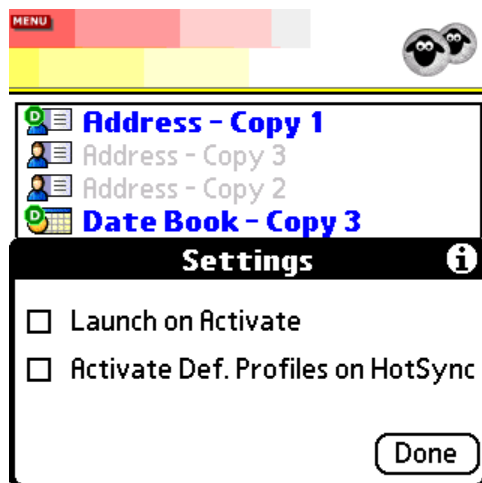 MENU
D Address - Copy 1
Address - Copy 3
Address - Copy 2
D Date Book - Copy 3
Settings i
Launch on Activate
Activate Def. Profiles on HotSync
Done